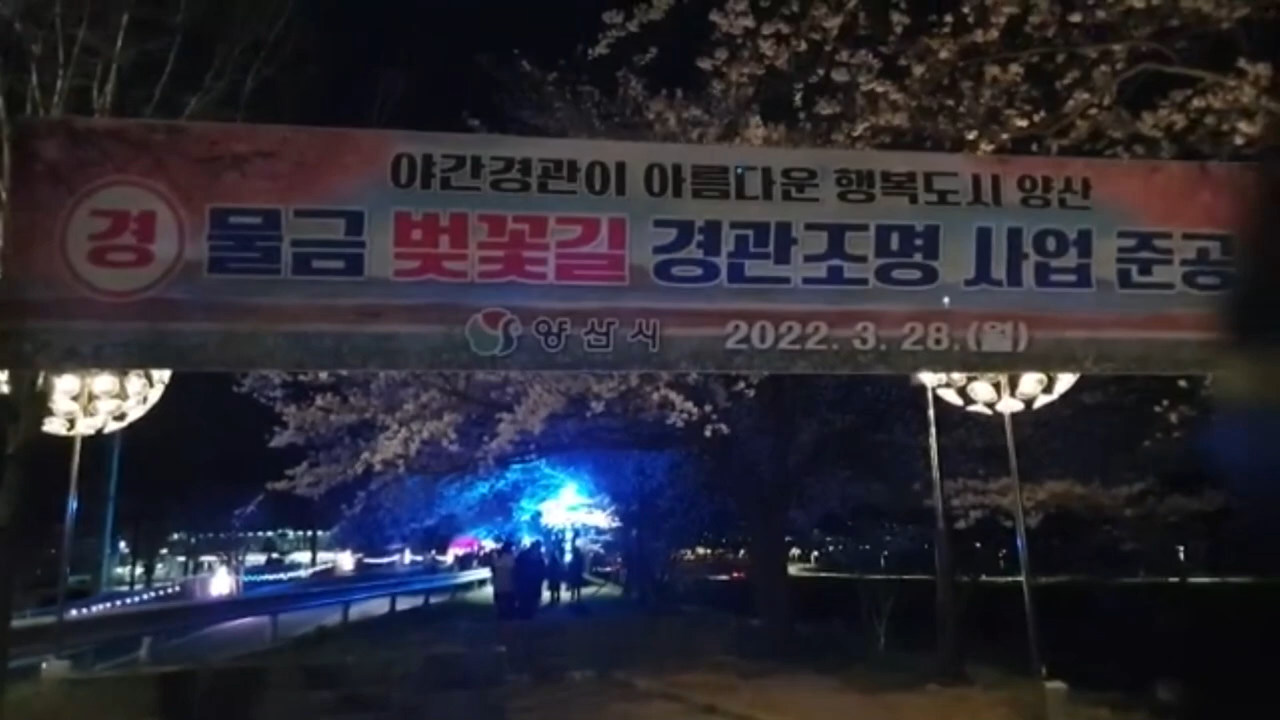 야간경관이 아름다운 행복도시 양산
경 물금 벚꽃길 경관조명 사업 준공
양산시 2022. 3. 28.(월)